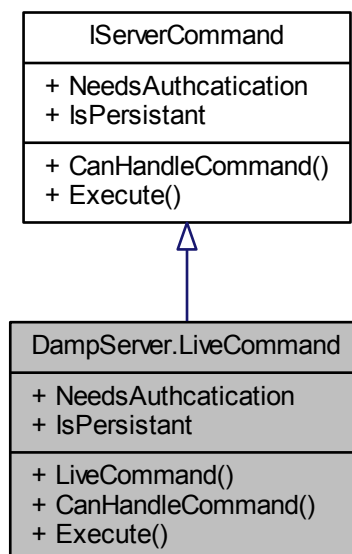 IServerCommand
+ NeedsAuthcatication
+ IsPersistant
+ CanHandleCommand()
+ Execute()
DampServer.LiveCommand
+ NeedsAuthcatication
+ IsPersistant
+ LiveCommand()
+ CanHandleCommand()
+ Execute()